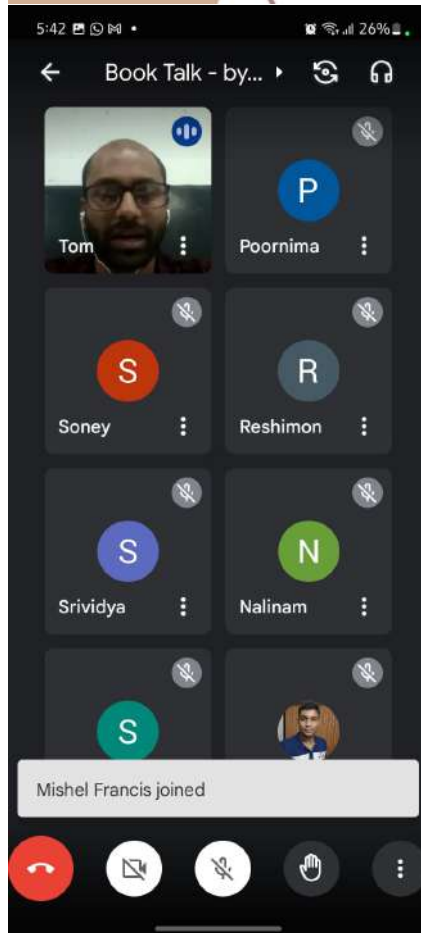 5:42 26%
Book Talk - by...
P
Tom Poornima
S R
Soney Reshimon
S N
Srividya Nalinam
S
Mishel Francis joined